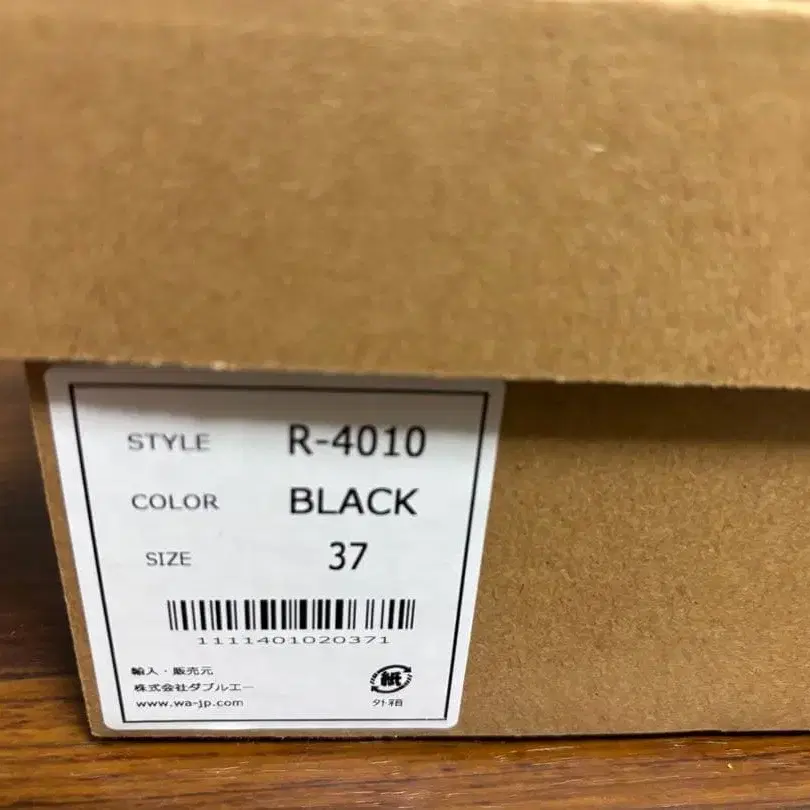 STYLE R-4010
COLOR BLACK
SIZE 37
1111401020371
輸入・販売元
株式会社ダブルエー
www.wa-jp.com
紙
外箱